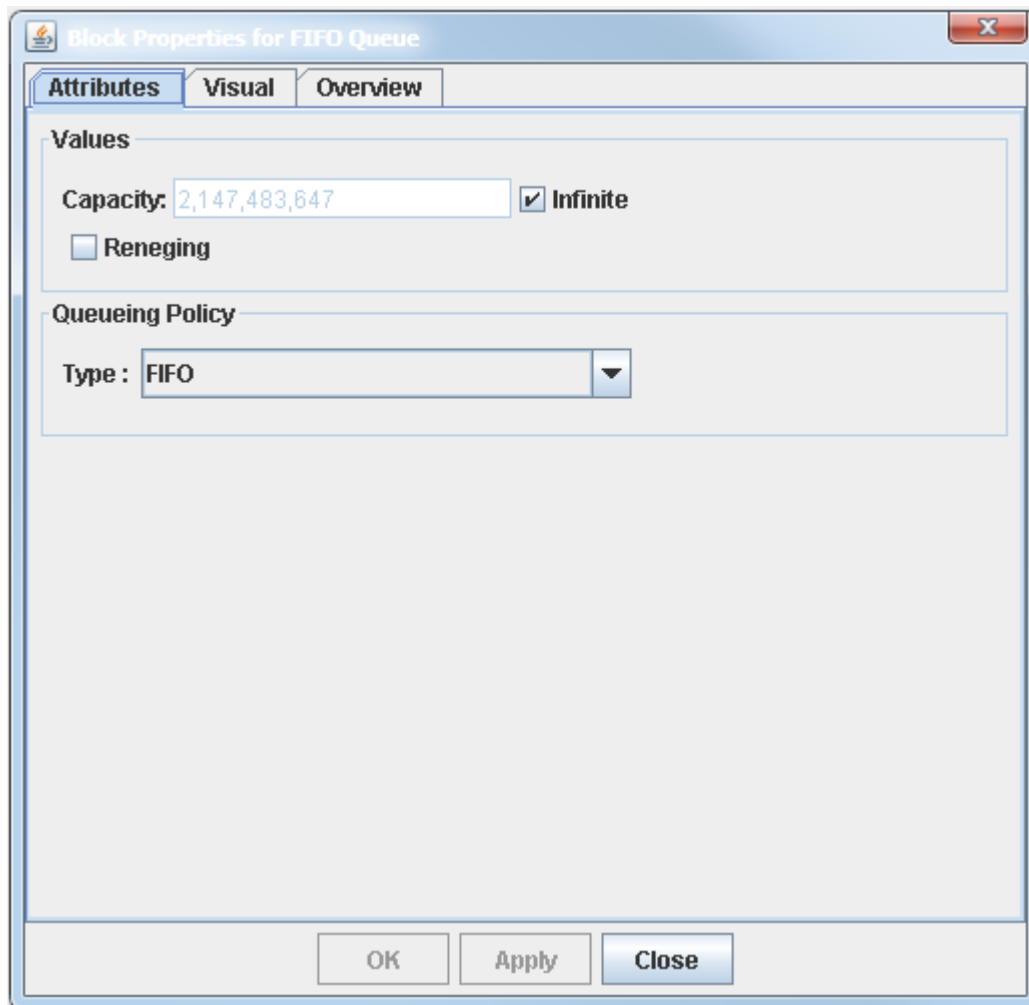 Block Properties for FIFO Queue
Attributes Visual Overview
Values
Capacity: 2,147,483,647 Infinite
Reneging
Queueing Policy
Type : FIFO
OK Apply Close